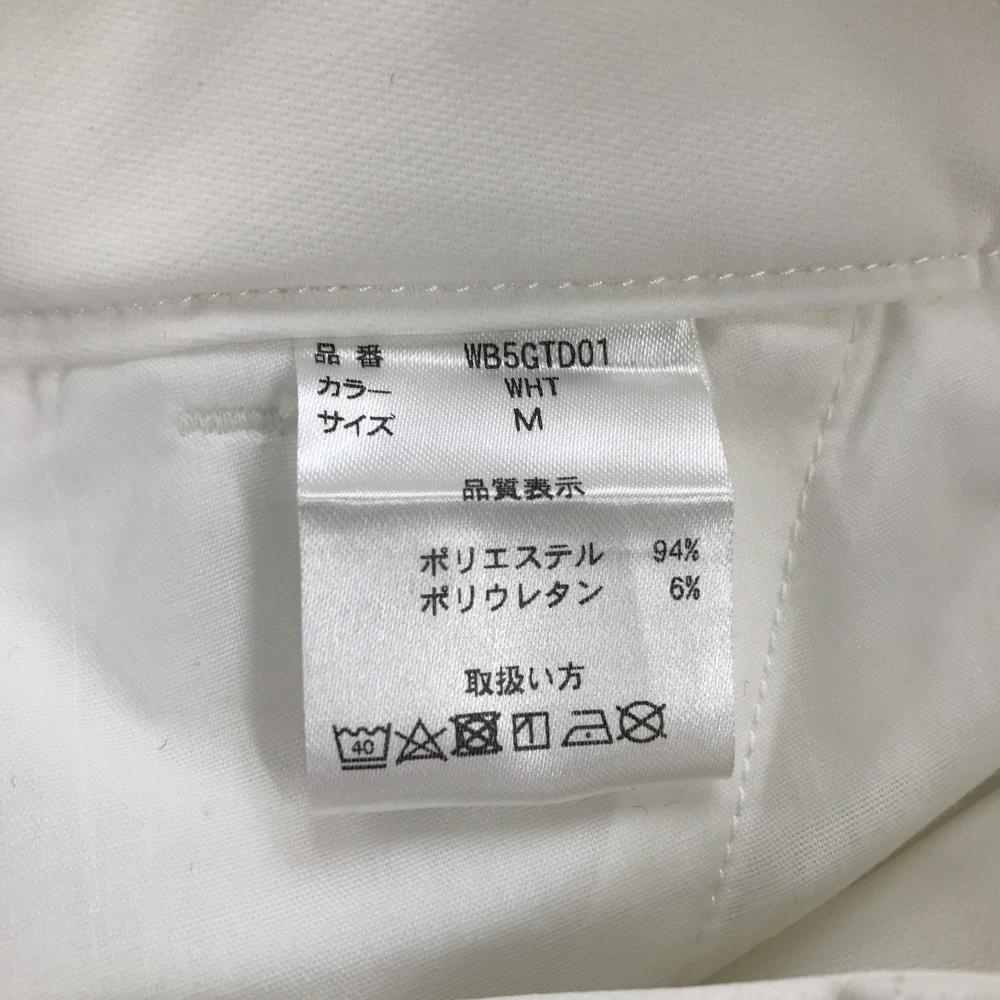 品番 WB5GTD01
カラー WHT
サイズ M
品質表示
ポリエステル 94%
ポリウレタン 6%
取扱い方
40